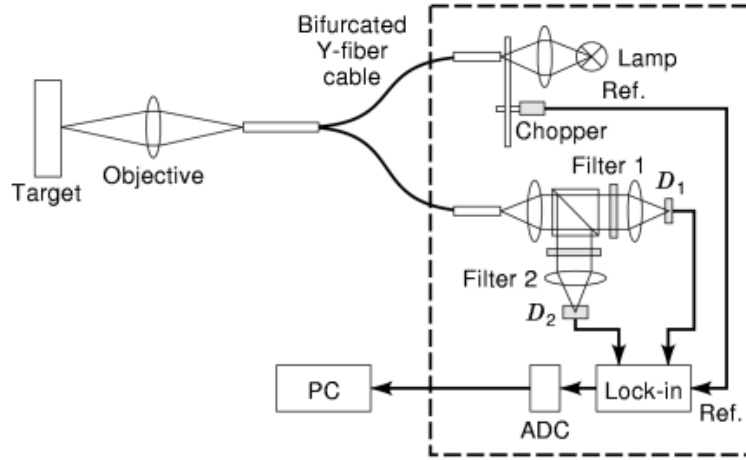 Bifurcated
Y-fiber
cable
Lamp
Ref.
Chopper
Target
Objective
Filter 1
D1
Filter 2
D2
PC
ADC
Lock-in
Ref.